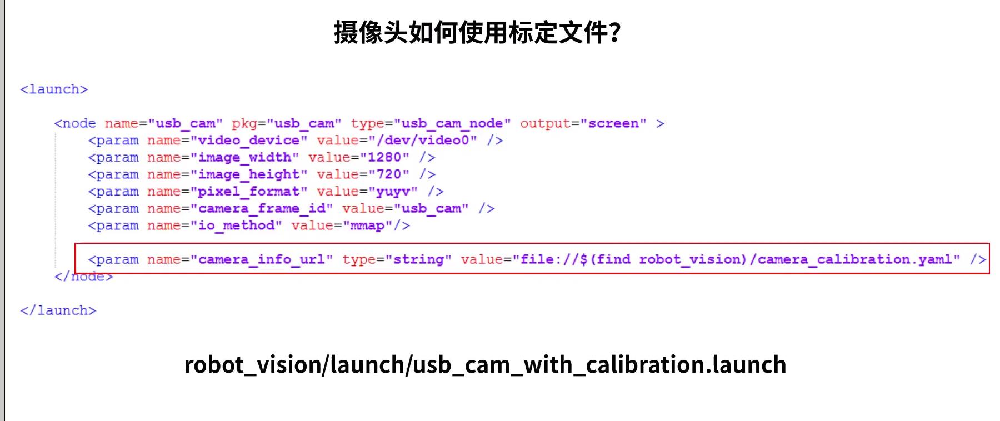 摄像头如何使用标定文件？
<launch>
<node name="usb_cam" pkg="usb_cam" type="usb_cam_node" output="screen" >
<param name="video_device" value="/dev/video0" />
<param name="image_width" value="1280" />
<param name="image_height" value="720" />
<param name="pixel_format" value="yuyv" />
<param name="camera_frame_id" value="usb_cam" />
<param name="io_method" value="mmap"/>
<param name="camera_info_url" type="string" value="file://$(find robot_vision)/camera_calibration.yaml" />
</node>
</launch>
robot_vision/launch/usb_cam_with_calibration.launch